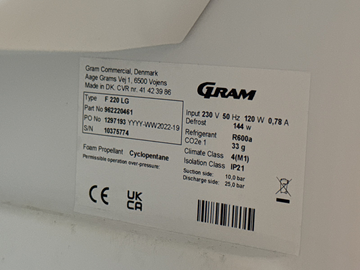 Gram Commercial, Denmark
Aage Grams Vej 1, 6500 Vojens
Made in DK, CVR nr. 41 42 39 86
GRAM
Type F 220 LG
Part No 962220461
PO No 1297193 YYYY-WW2022-19
S/N 10375774
Input 230 V 50 Hz 120 W 0,78 A
Defrost 144 w
Refrigerant R600a
CO2e 1 33 g
Climate Class 4(M1)
Isolation Class IP21
Foam Propellant Cyclopentane
Permissible operation over-pressure:
Suction side: 10,0 bar
Discharge side: 25,0 bar
CE
UK
CA